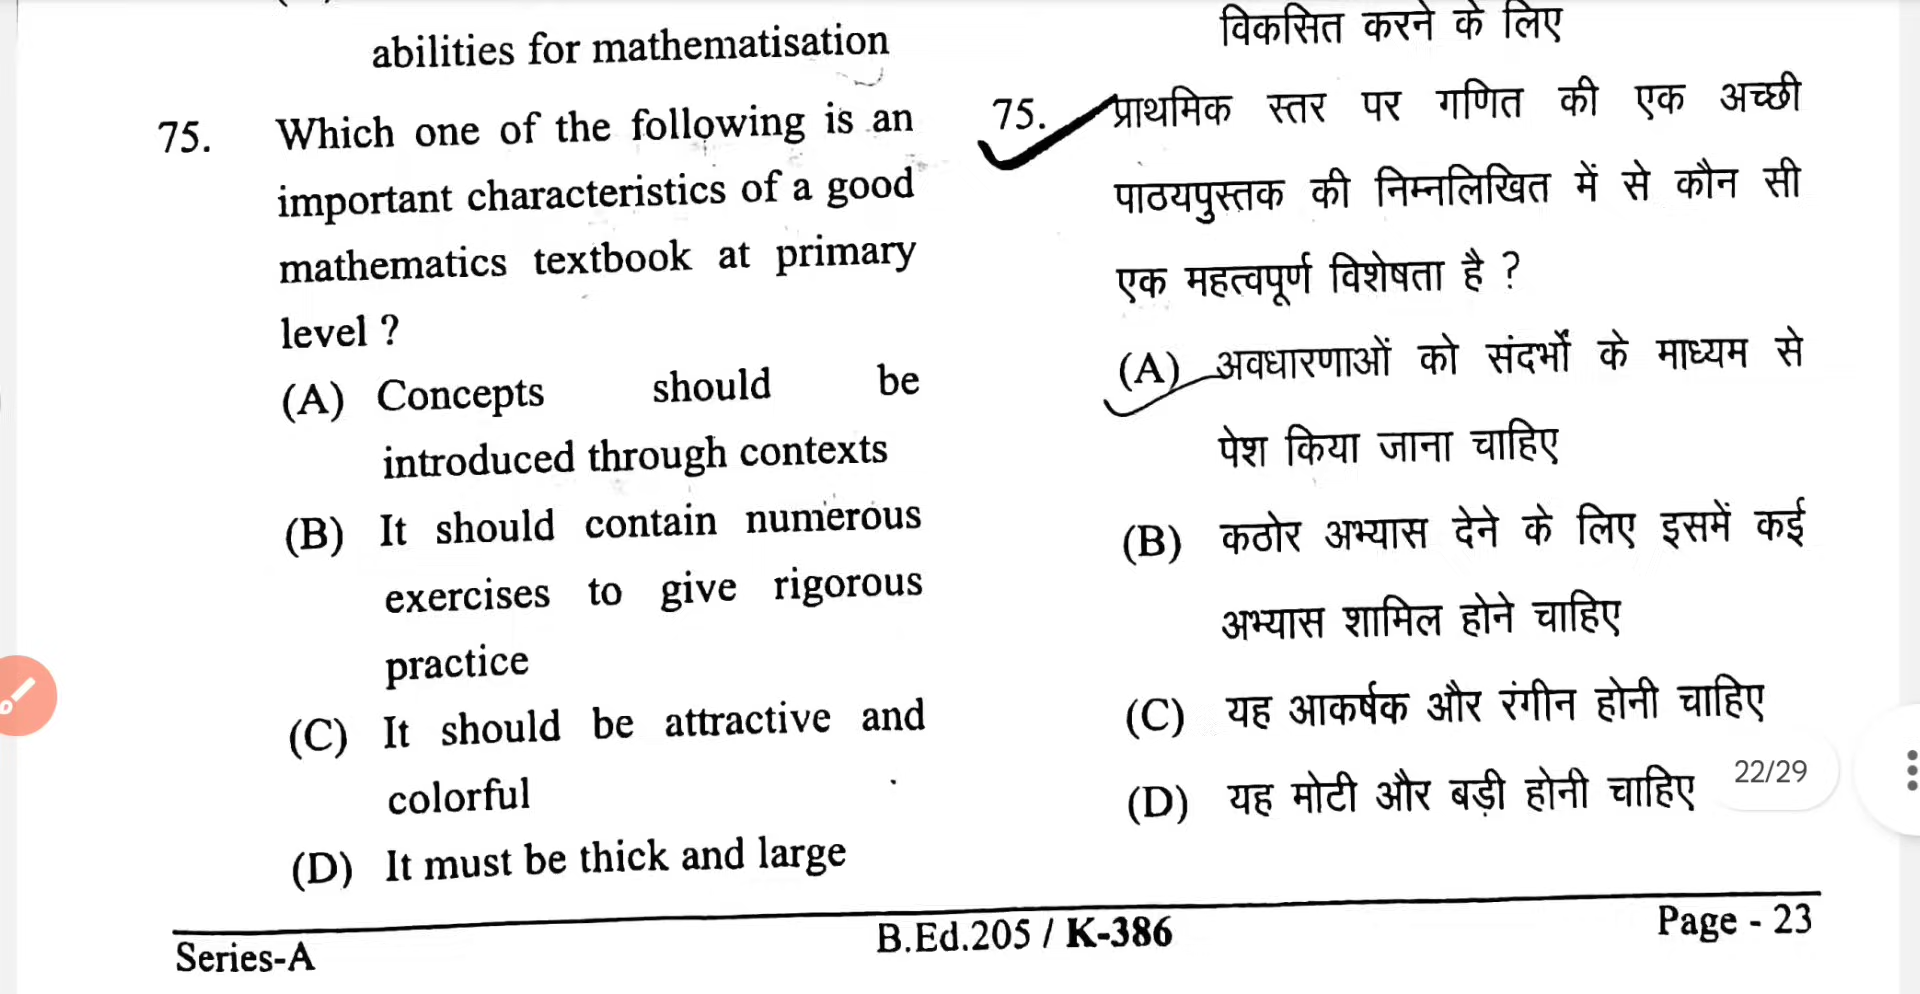 abilities for mathematisation
75. Which one of the following is an
important characteristics of a good
mathematics textbook at primary
level ?
(A) Concepts should be
introduced through contexts
(B) It should contain numerous
exercises to give rigorous
practice
(C) It should be attractive and
colorful
(D) It must be thick and large
विकसित करने के लिए
75. प्राथमिक स्तर पर गणित की एक अच्छी
पाठयपुस्तक की निम्नलिखित में से कौन सी
एक महत्वपूर्ण विशेषता है ?
(A) अवधारणाओं को संदर्भों के माध्यम से
पेश किया जाना चाहिए
(B) कठोर अभ्यास देने के लिए इसमें कई
अभ्यास शामिल होने चाहिए
(C) यह आकर्षक और रंगीन होनी चाहिए
(D) यह मोटी और बड़ी होनी चाहिए
22/29
Series-A
B.Ed.205 / K-386
Page - 23